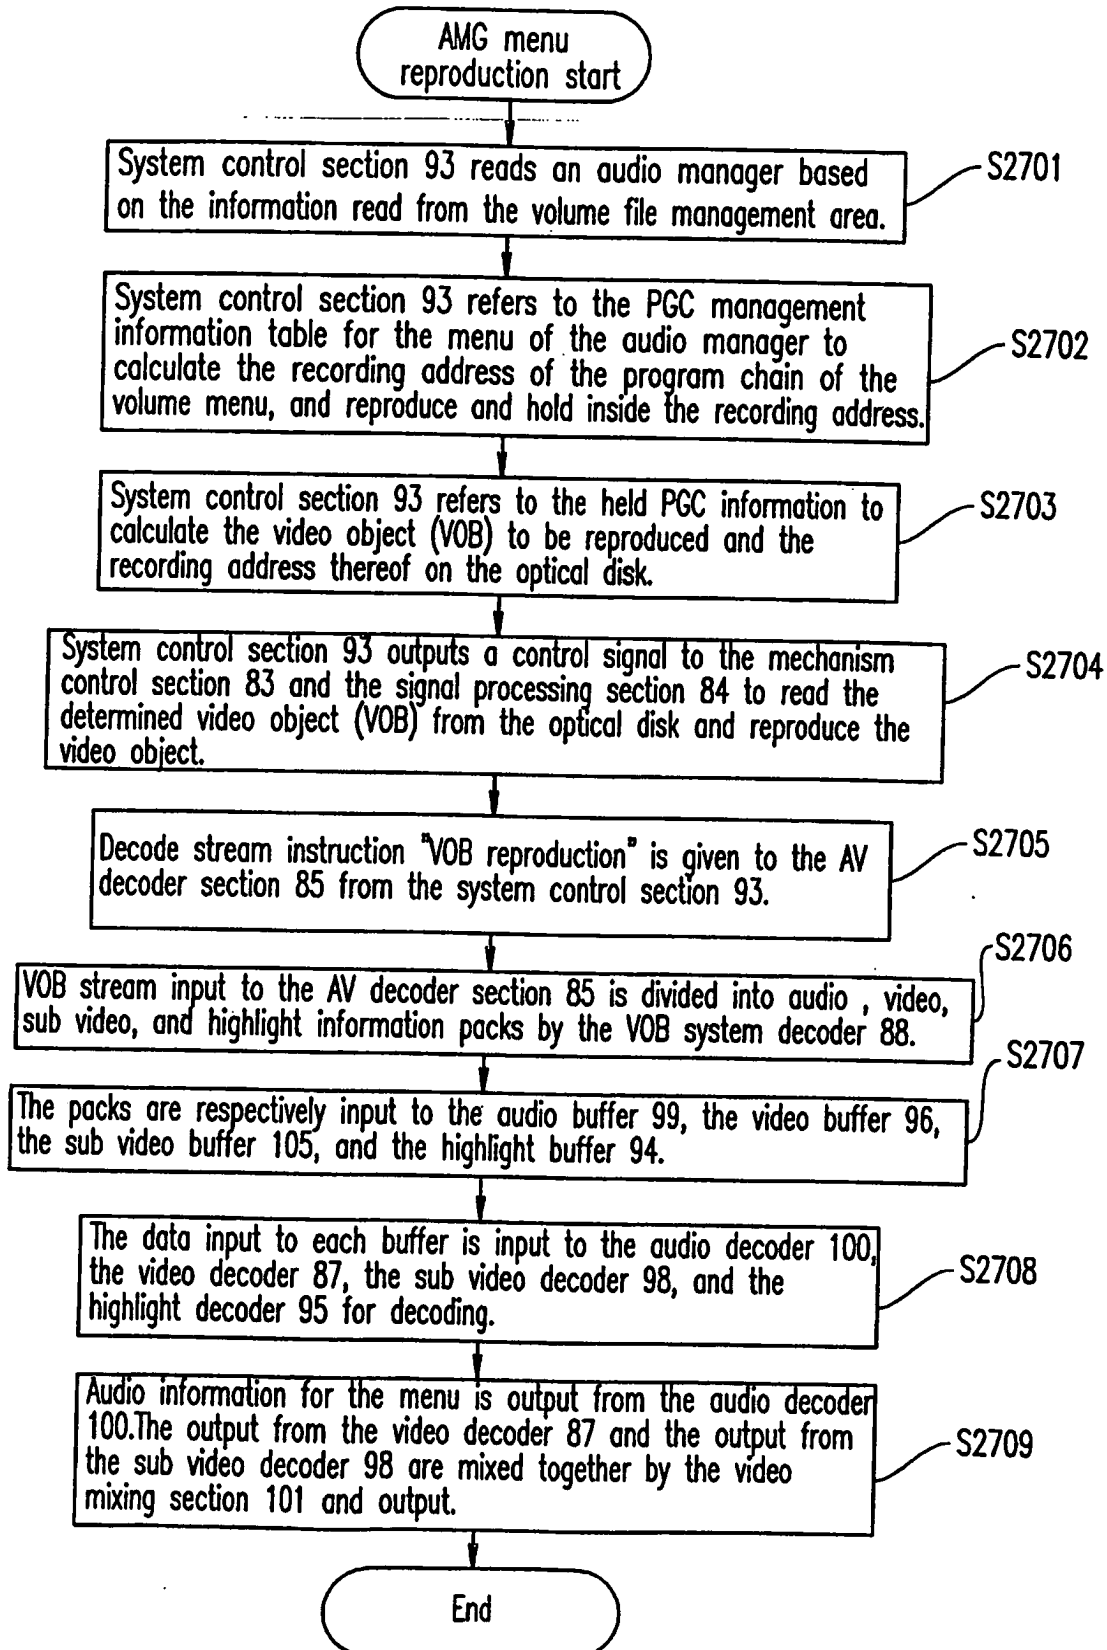 AMG menu
reproduction start
System control section 93 reads an audio manager based
on the information read from the volume file management area.
S2701
System control section 93 refers to the PGC management
information table for the menu of the audio manager to
calculate the recording address of the program chain of the
volume menu, and reproduce and hold inside the recording address.
S2702
System control section 93 refers to the held PGC information to
calculate the video object (VOB) to be reproduced and the
recording address thereof on the optical disk.
S2703
System control section 93 outputs a control signal to the mechanism
control section 83 and the signal processing section 84 to read the
determined video object (VOB) from the optical disk and reproduce the
video object.
S2704
Decode stream instruction "VOB reproduction" is given to the AV
decoder section 85 from the system control section 93.
S2705
VOB stream input to the AV decoder section 85 is divided into audio , video,
sub video, and highlight information packs by the VOB system decoder 88.
S2706
The packs are respectively input to the audio buffer 99, the video buffer 96,
the sub video buffer 105, and the highlight buffer 94.
S2707
The data input to each buffer is input to the audio decoder 100,
the video decoder 87, the sub video decoder 98, and the
highlight decoder 95 for decoding.
S2708
Audio information for the menu is output from the audio decoder
100.The output from the video decoder 87 and the output from
the sub video decoder 98 are mixed together by the video
mixing section 101 and output.
S2709
End